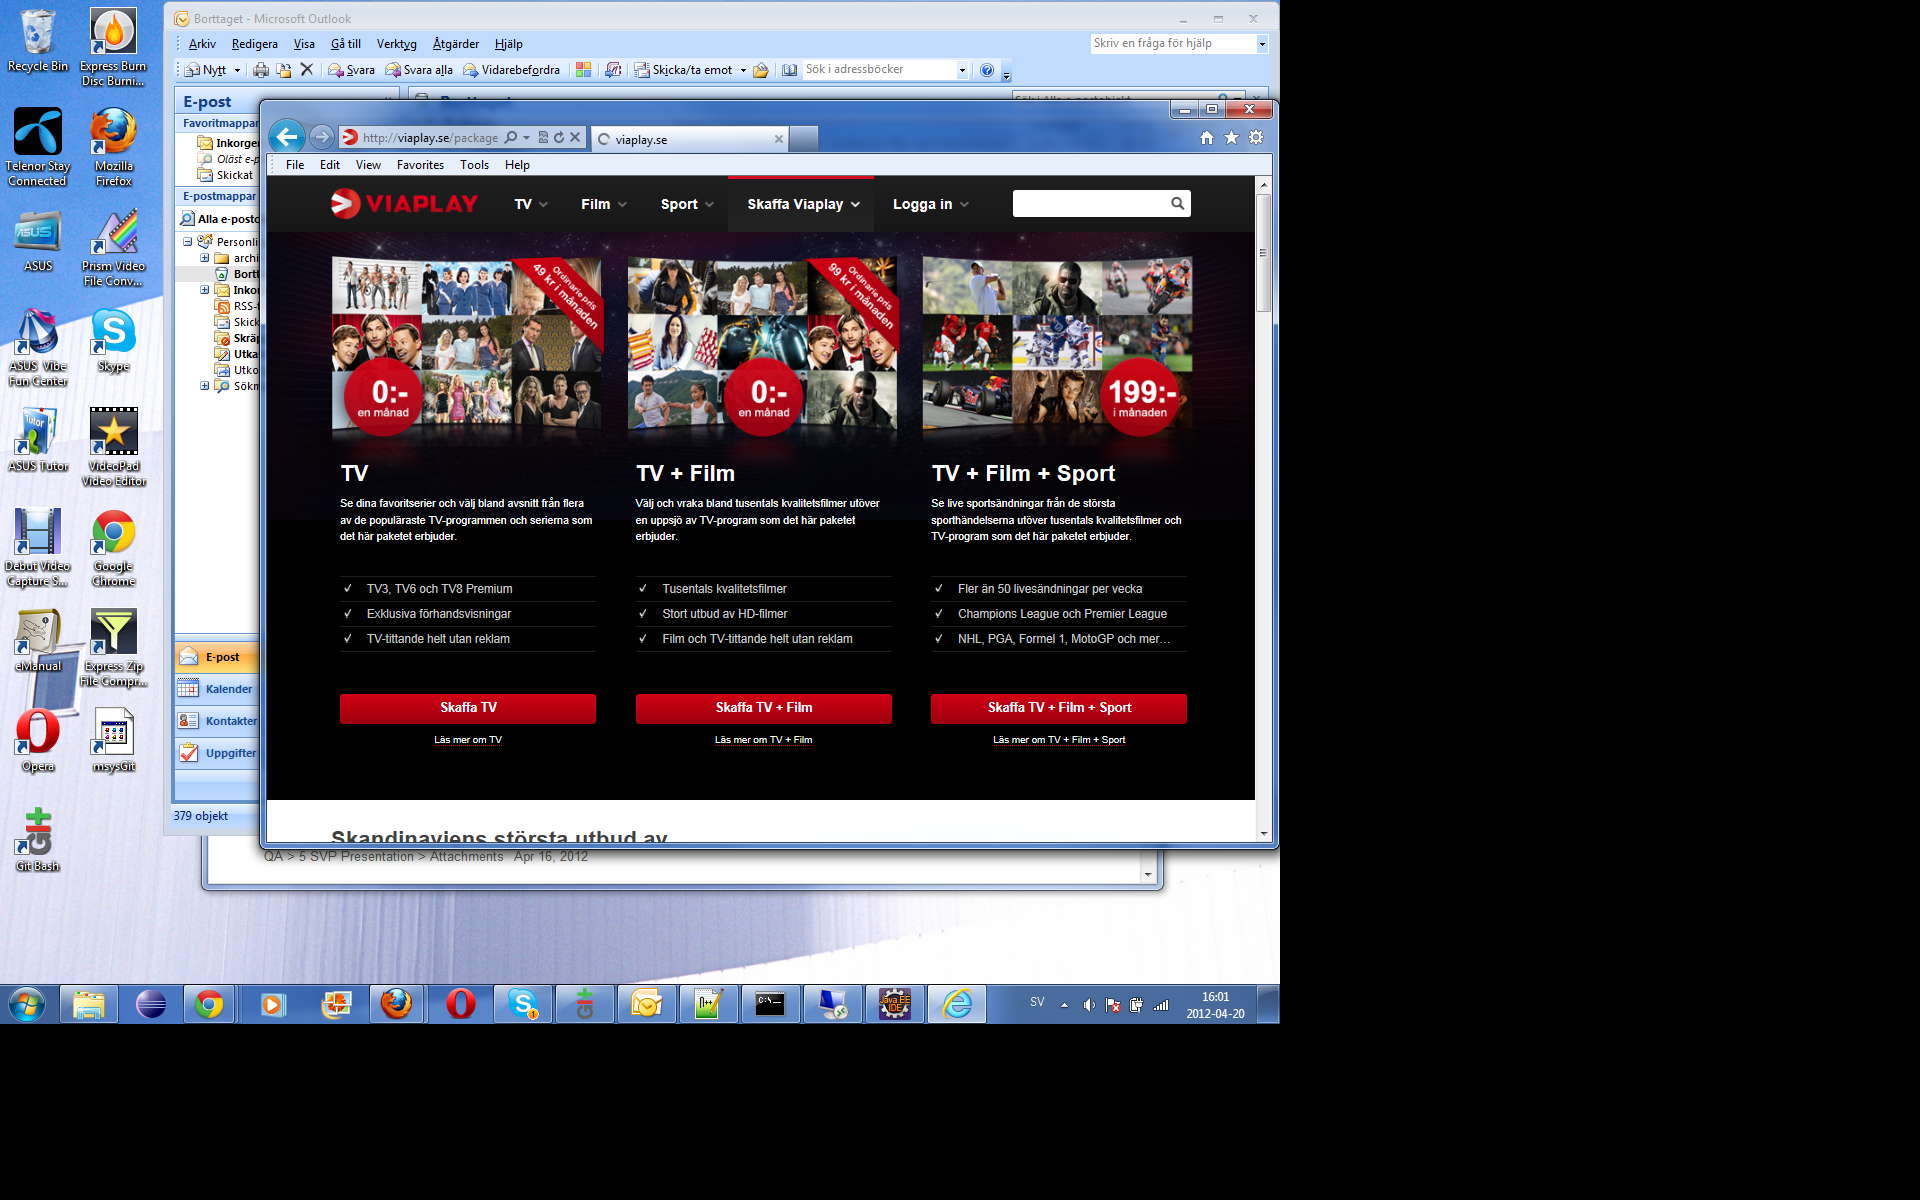 Recycle Bin
Express Burn Disc Burni...
Telenor Stay Connected
Mozilla Firefox
ASUS
Prism Video File Conv...
ASUS Vibe Fun Center
Skype
ASUS Tutor
VideoPad Video Editor
Debut Video Capture S...
Google Chrome
eManual
Express Zip File Compr...
Opera
msysGit
Git Bash
Borttaget - Microsoft Outlook
Arkiv Redigera Visa Gå till Verktyg Åtgärder Hjälp
Skriv en fråga för hjälp
Nytt Svara Svara alla Vidarebefordra Skicka/ta emot Sök i adressböcker
E-post
Favoritmappar
Inkorgen
Oläst e-p
Skickat
E-postmappar
Alla e-posto
Personli
archi
Bortt
Inkor
RSS-f
Skick
Skräp
Utkas
Utko
Sökm
E-post
Kalender
Kontakter
Uppgifter
379 objekt
http://viaplay.se/package
viaplay.se
File Edit View Favorites Tools Help
VIAPLAY
TV Film Sport Skaffa Viaplay Logga in
Ordinarie pris
49 kr i månaden
0:-
en månad
TV
Se dina favoritserier och välj bland avsnitt från flera
av de populäraste TV-programmen och serierna som
det här paketet erbjuder.
TV3, TV6 och TV8 Premium
Exklusiva förhandsvisningar
TV-tittande helt utan reklam
Skaffa TV
Läs mer om TV
Ordinarie pris
99 kr i månaden
0:-
en månad
TV + Film
Välj och vraka bland tusentals kvalitetsfilmer utöver
en uppsjö av TV-program som det här paketet
erbjuder.
Tusentals kvalitetsfilmer
Stort utbud av HD-filmer
Film och TV-tittande helt utan reklam
Skaffa TV + Film
Läs mer om TV + Film
199:-
i månaden
TV + Film + Sport
Se live sportsändningar från de största
sporthändelserna utöver tusentals kvalitetsfilmer och
TV-program som det här paketet erbjuder.
Fler än 50 livesändningar per vecka
Champions League och Premier League
NHL, PGA, Formel 1, MotoGP och mer...
Skaffa TV + Film + Sport
Läs mer om TV + Film + Sport
Skandinaviens största utbud av
QA > 5 SVP Presentation > Attachments Apr 16, 2012
SV
16:01
2012-04-20